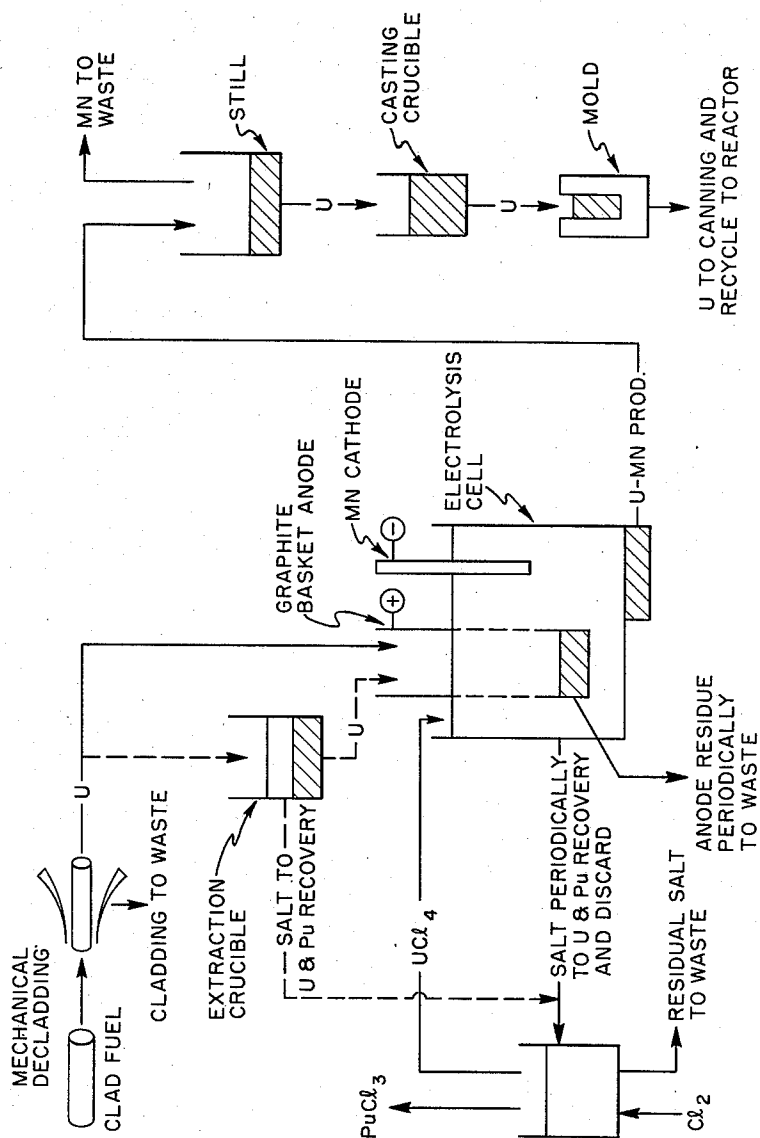 MECHANICAL
DECLADDING
CLAD FUEL
CLADDING TO WASTE
U
EXTRACTION
CRUCIBLE
SALT TO
U & Pu RECOVERY
U
GRAPHITE
BASKET ANODE
+
MN CATHODE
−
ELECTROLYSIS
CELL
U-MN PROD.
UCl4
SALT PERIODICALLY
TO U & Pu RECOVERY
AND DISCARD
ANODE RESIDUE
PERIODICALLY
TO WASTE
PuCl3
Cl2
RESIDUAL SALT
TO WASTE
MN TO
WASTE
STILL
U
CASTING
CRUCIBLE
U
MOLD
U TO CANNING AND
RECYCLE TO REACTOR